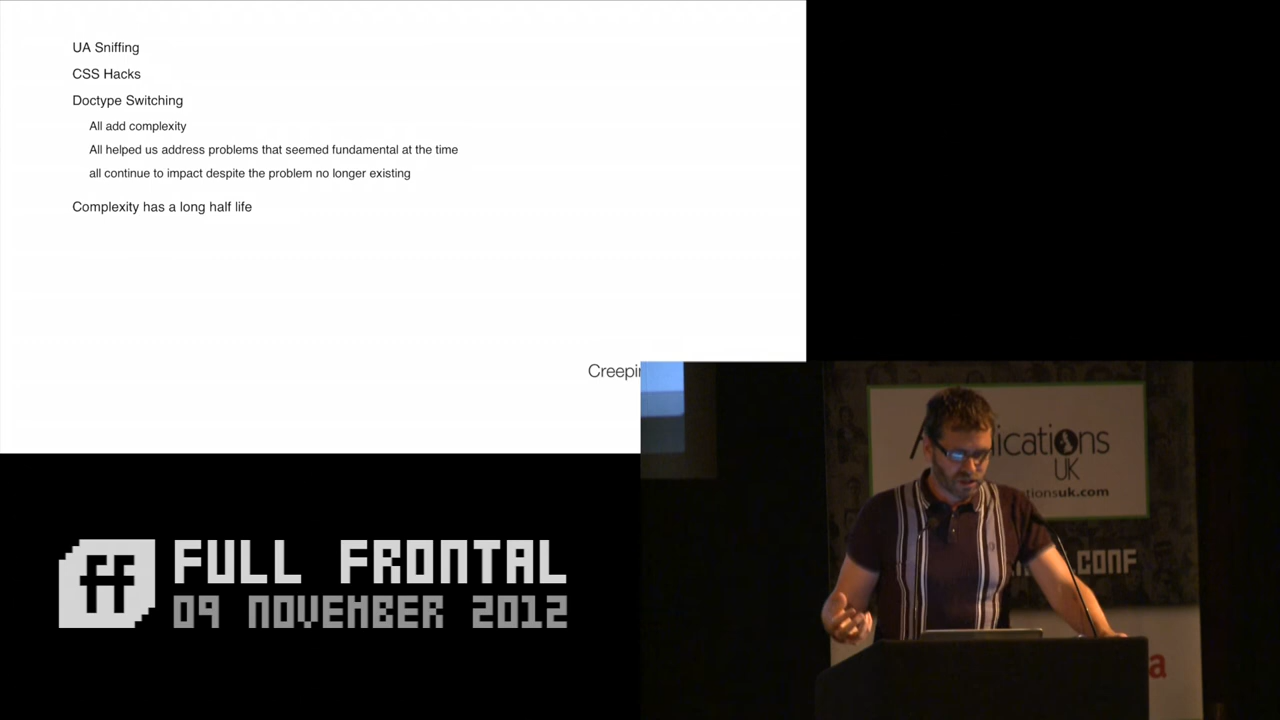 UA Sniffing
CSS Hacks
Doctype Switching
All add complexity
All helped us address problems that seemed fundamental at the time
all continue to impact despite the problem no longer existing
Complexity has a long half life
ff
FULL FRONTAL
09 NOVEMBER 2012
UK
CONF